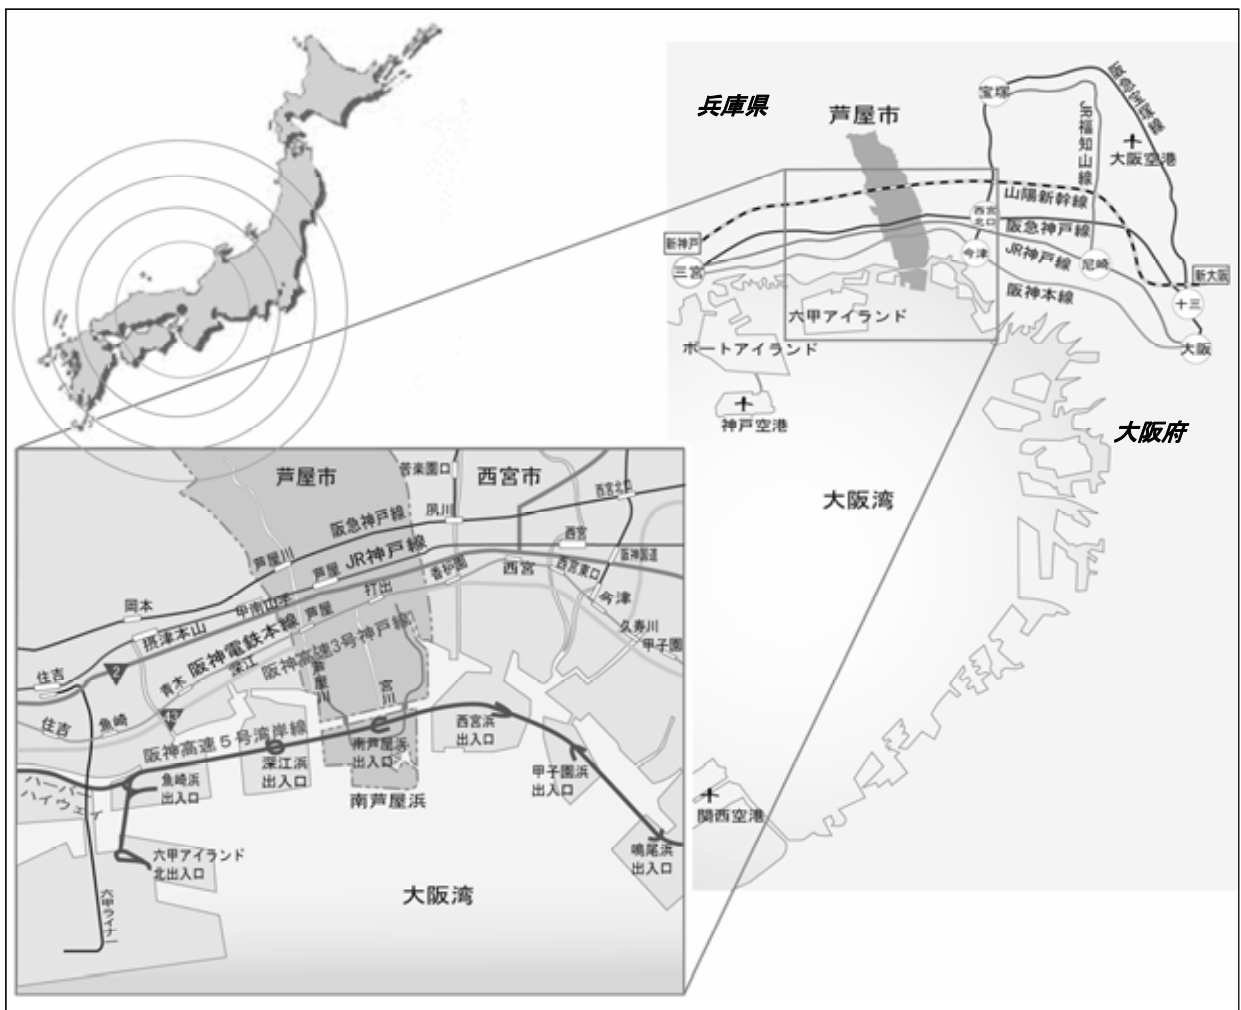 兵庫県
芦屋市
宝塚
阪急宝塚線
JR福知山線
大阪空港
山陽新幹線
西宮
北口
阪急神戸線
新神戸
三宮
今津
JR神戸線
尼崎
新大阪
阪神本線
十三
六甲アイランド
大阪
ポートアイランド
神戸空港
大阪府
大阪湾
関西空港
芦屋市
苦楽園口
西宮市
西宮北口
夙川
阪急神戸線
西宮
芦屋川
JR神戸線
阪神国道
芦屋
香櫨園
西宮
西宮東口
打出
今津
岡本
甲南山手
芦屋
摂津本山
阪神電鉄本線
久寿川
甲子園
阪神高速3号神戸線
深江
住吉
2
青木
芦屋川
宮川
43
住吉
魚崎
阪神高速5号湾岸線
西宮浜
出入口
南芦屋浜
出入口
深江浜
出入口
甲子園浜
出入口
ハーバー
ハイウェイ
魚崎浜
出入口
南芦屋浜
鳴尾浜
出入口
六甲アイランド
北出入口
大阪湾
六甲ライナー